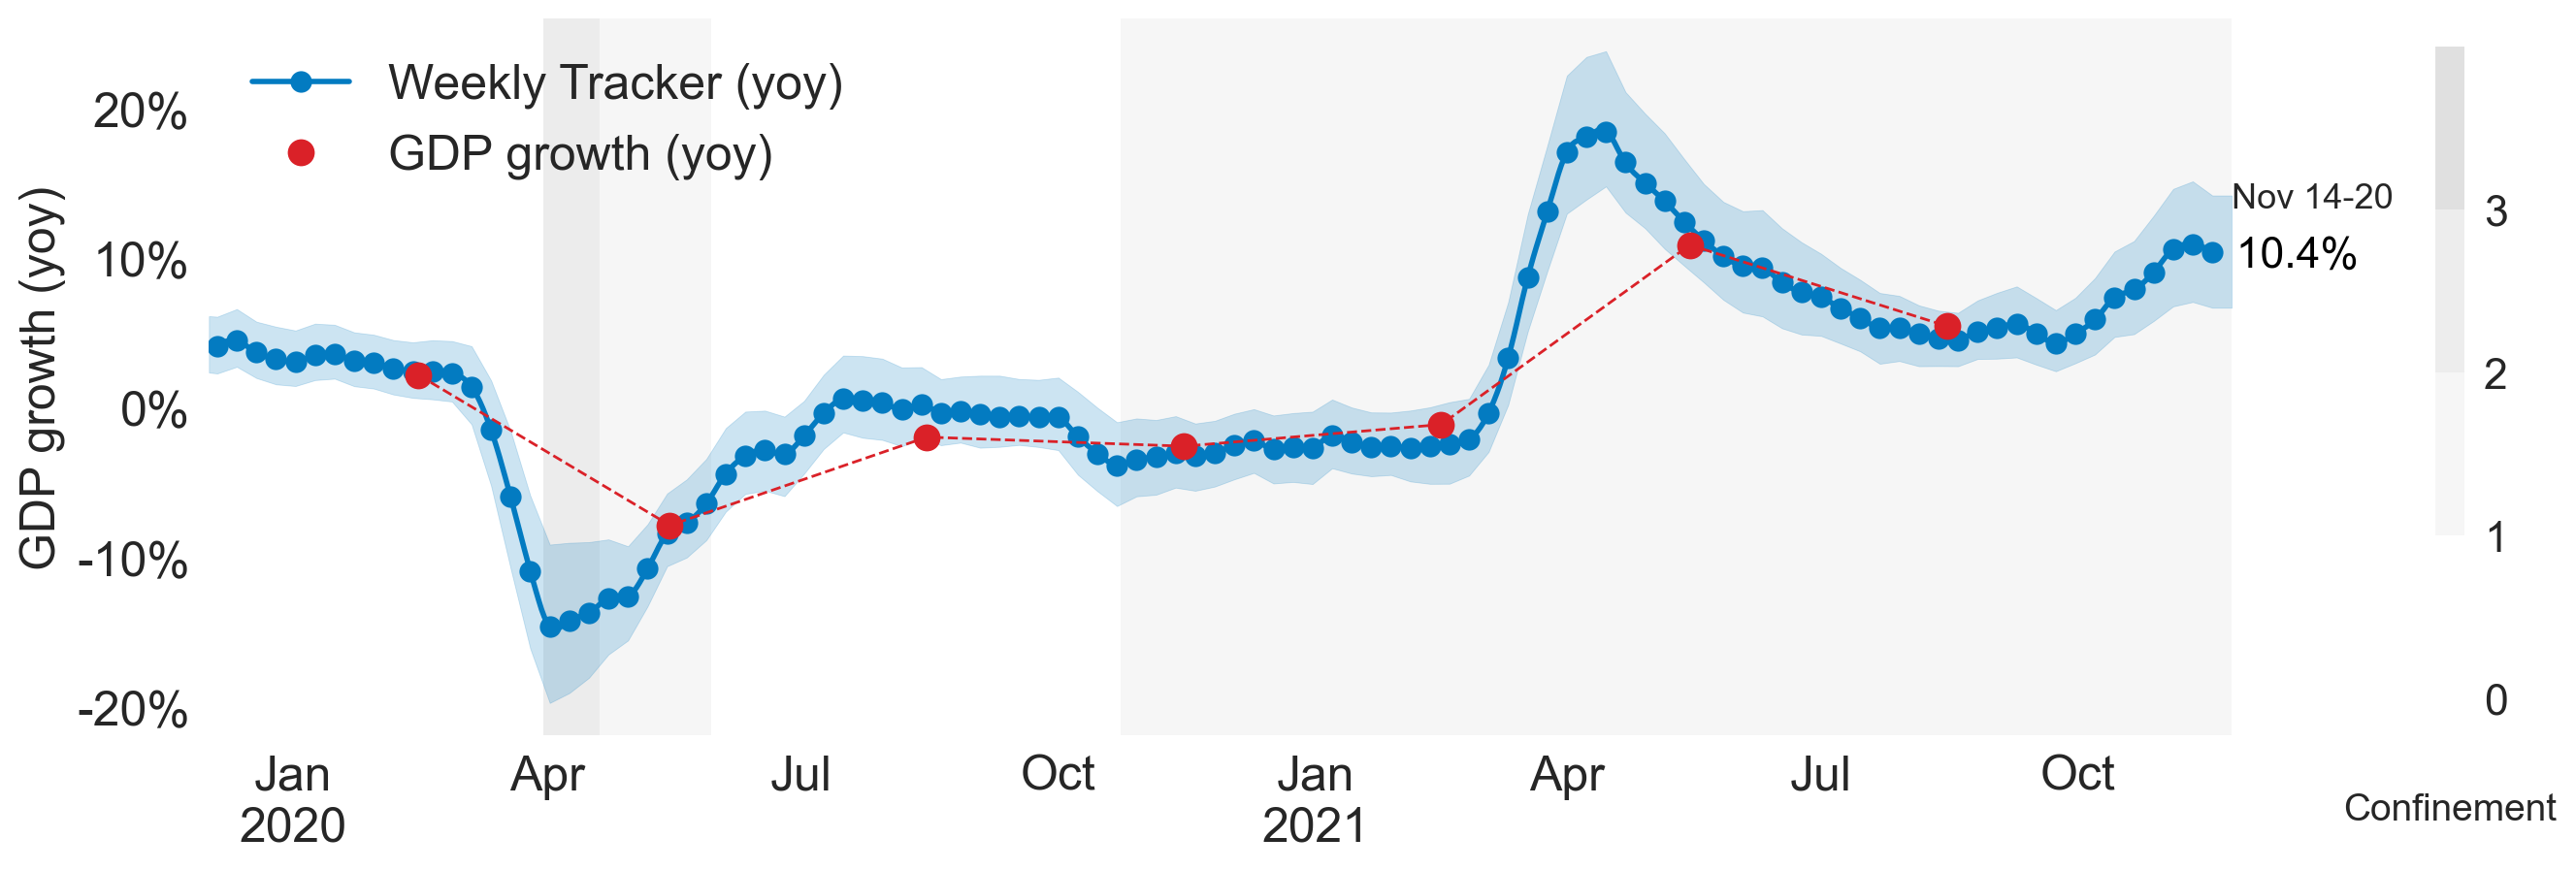 Weekly Tracker (yoy)
GDP growth (yoy)
GDP growth (yoy)
20%
10%
0%
-10%
-20%
Jan
2020
Apr
Jul
Oct
Jan
2021
Apr
Jul
Oct
Nov 14-20
10.4%
3
2
1
0
Confinement